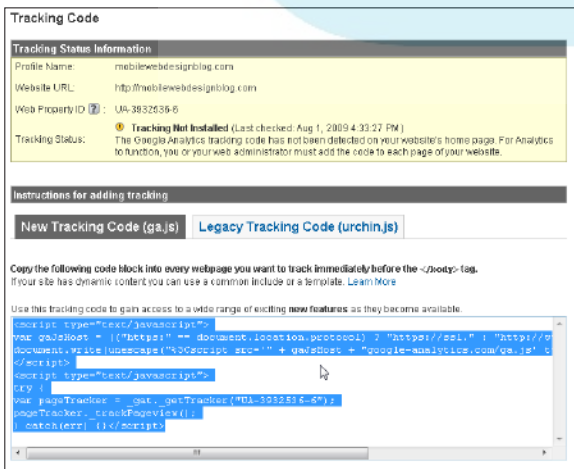 Tracking Code
Tracking Status Information
Profile Name: mobilewebdesignblog.com
Website URL: http://mobilewebdesignblog.com
Web Property ID ? : UA-3932536-6
Tracking Status: Tracking Not Installed (Last checked: Aug 1, 2009 4:33:27 PM)
The Google Analytics tracking code has not been detected on your website's home page. For Analytics
to function, you or your web administrator must add the code to each page of your website.
Instructions for adding tracking
New Tracking Code (ga.js) Legacy Tracking Code (urchin.js)
Copy the following code block into every webpage you want to track immediately before the </body> tag.
If your site has dynamic content you can use a common include or a template. Learn More
Use this tracking code to gain access to a wide range of exciting new features as they become available.
<script type="text/javascript">
var gaJsHost = (("https:" == document.location.protocol) ? "https://ssl." : "http://
document.write(unescape("%3Cscript src='" + gaJsHost + "google-analytics.com/ga.js' t
</script>
<script type="text/javascript">
try {
var pageTracker = _gat._getTracker("UA-3932536-6");
pageTracker._trackPageview();
} catch(err) {}</script>